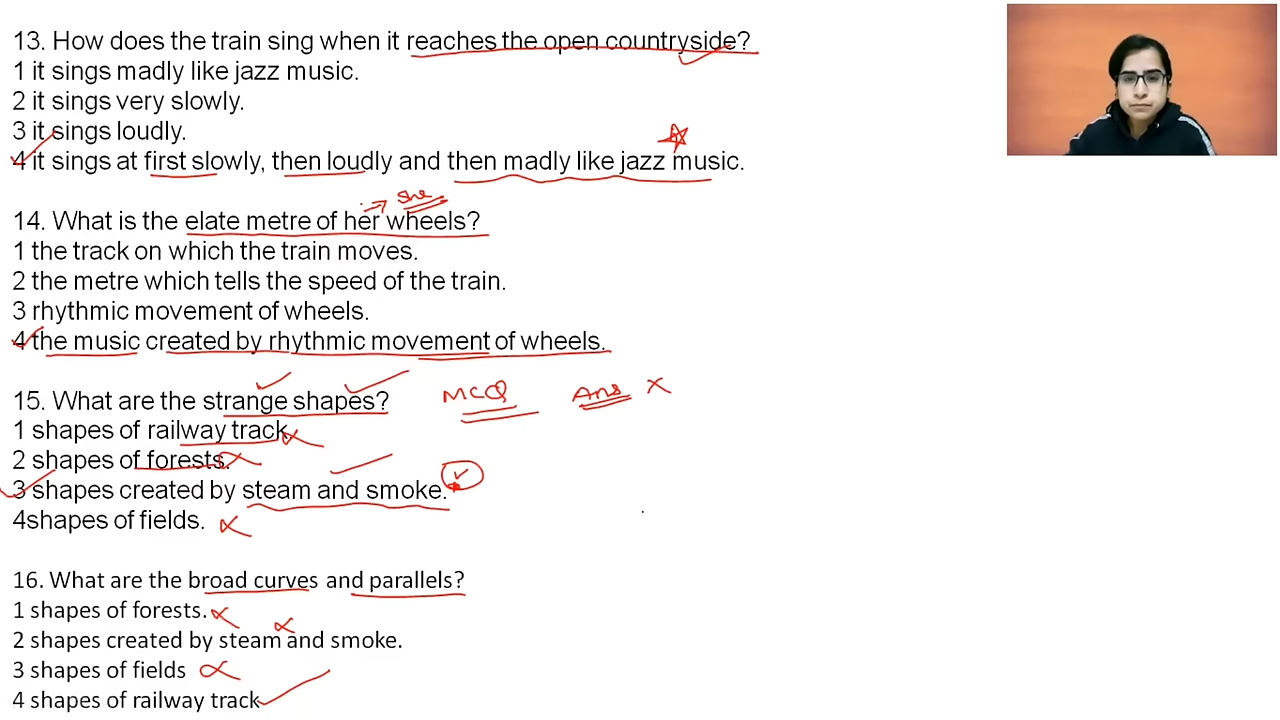 13. How does the train sing when it reaches the open countryside?
1 it sings madly like jazz music.
2 it sings very slowly.
3 it sings loudly.
4 it sings at first slowly, then loudly and then madly like jazz music.
she
14. What is the elate metre of her wheels?
1 the track on which the train moves.
2 the metre which tells the speed of the train.
3 rhythmic movement of wheels.
4 the music created by rhythmic movement of wheels.
15. What are the strange shapes? MCQ Ans x
1 shapes of railway track
2 shapes of forests.
3 shapes created by steam and smoke.
4shapes of fields.
16. What are the broad curves and parallels?
1 shapes of forests.
2 shapes created by steam and smoke.
3 shapes of fields
4 shapes of railway track